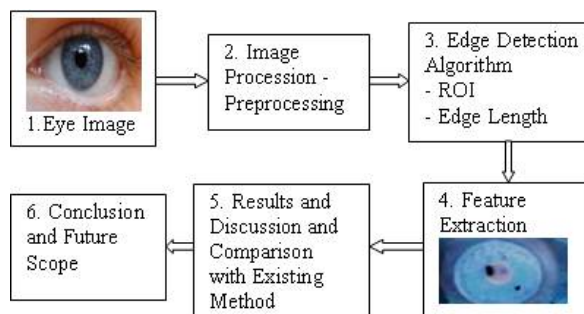 1.Eye Image
2. Image
Procession -
Preprocessing
3. Edge Detection
Algorithm
- ROI
- Edge Length
4. Feature
Extraction
5. Results and
Discussion and
Comparison
with Existing
Method
6. Conclusion
and Future
Scope